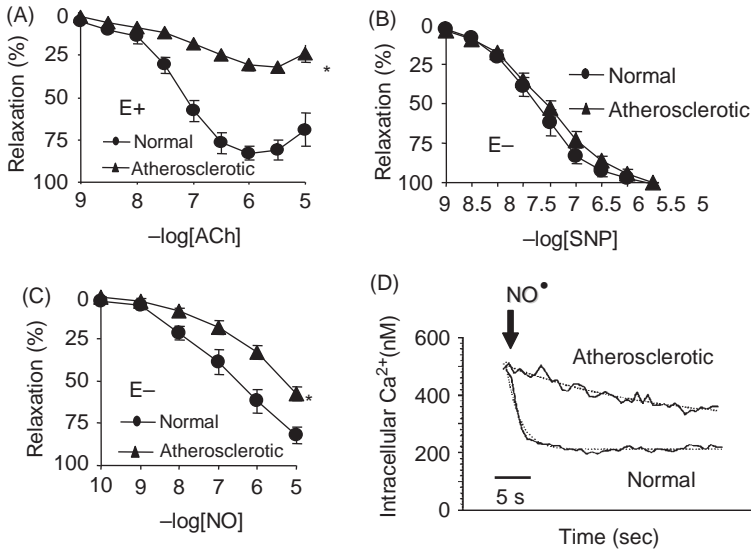 (A)
0
25
50
75
100
Relaxation (%)
E+
Normal
Atherosclerotic
*
9
8
7
6
5
–log[ACh]
(B)
0
25
50
75
100
Relaxation (%)
Normal
Atherosclerotic
E–
9 8.5 8 7.5 7 6.5 6 5.5 5
–log[SNP]
(C)
0
25
50
75
100
Relaxation (%)
E–
Normal
Atherosclerotic
*
10 9 8 7 6 5
–log[NO]
(D)
NO•
600
400
200
0
Intracellular Ca²⁺(nM)
Atherosclerotic
Normal
5 s
Time (sec)